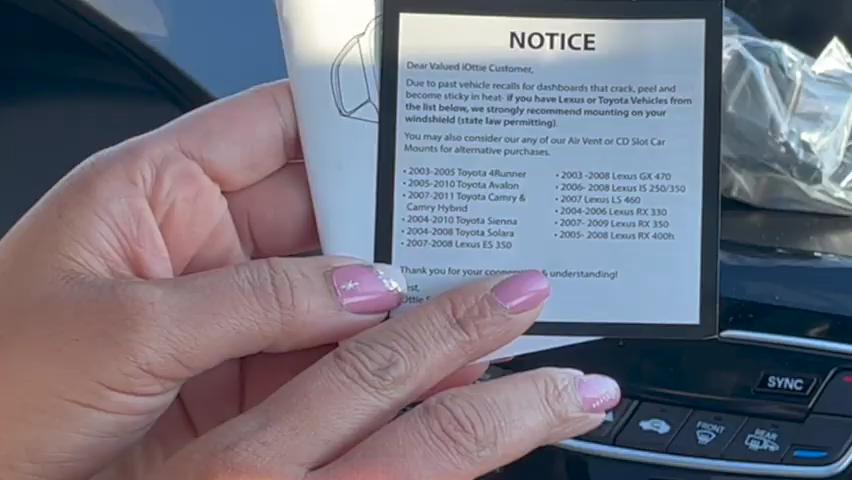 NOTICE
Dear Valued iOttie Customer,
Due to past vehicle recalls for dashboards that crack, peel and
become sticky in heat- if you have Lexus or Toyota Vehicles from
the list below, we strongly recommend mounting on your
windshield (state law permitting).
You may also consider our any of our Air Vent or CD Slot Car
Mounts for alternative purchases.
• 2003-2005 Toyota 4Runner
• 2005-2010 Toyota Avalon
• 2007-2011 Toyota Camry &
Camry Hybrid
• 2004-2010 Toyota Sienna
• 2004-2008 Toyota Solara
• 2007-2008 Lexus ES 350
• 2003 -2008 Lexus GX 470
• 2006- 2008 Lexus IS 250/350
• 2007 Lexus LS 460
• 2004-2006 Lexus RX 330
• 2007- 2009 Lexus RX 350
• 2005- 2008 Lexus RX 400h
Thank you for your & understanding!
SYNC
FRONT
REAR